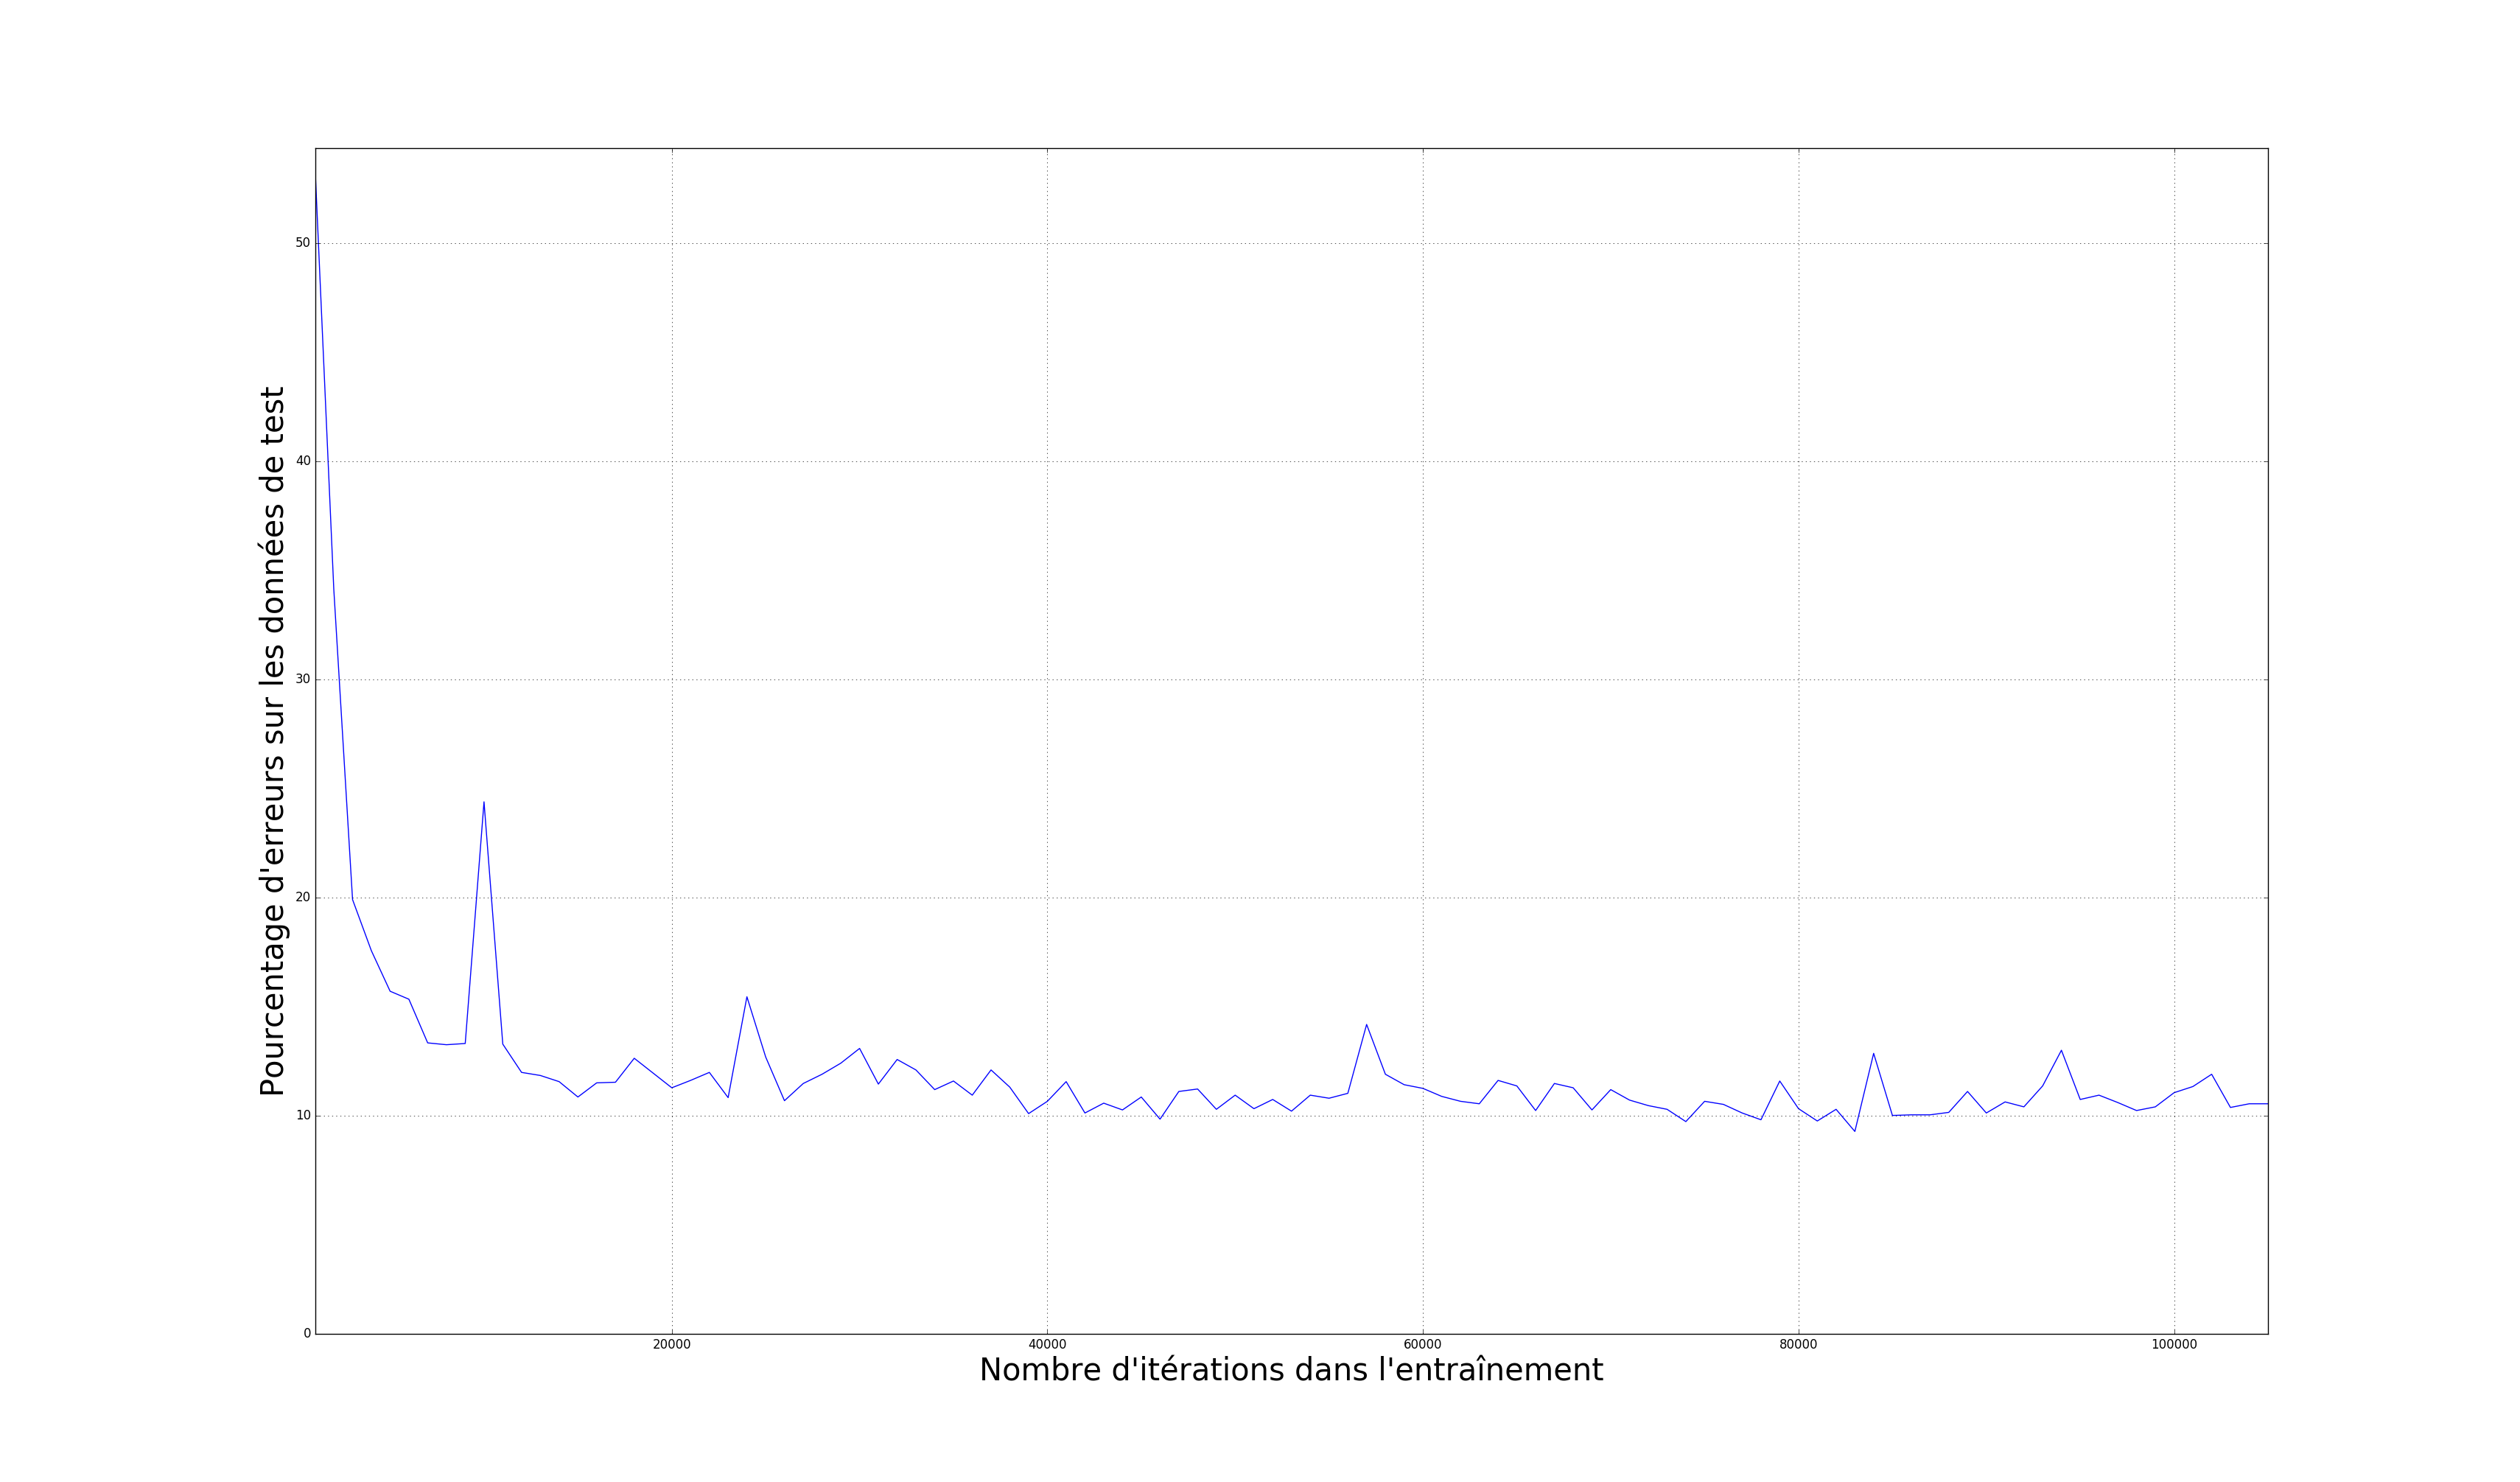 Pourcentage d'erreurs sur les données de test
50
40
30
20
10
0
20000 40000 60000 80000 100000
Nombre d'itérations dans l'entraînement